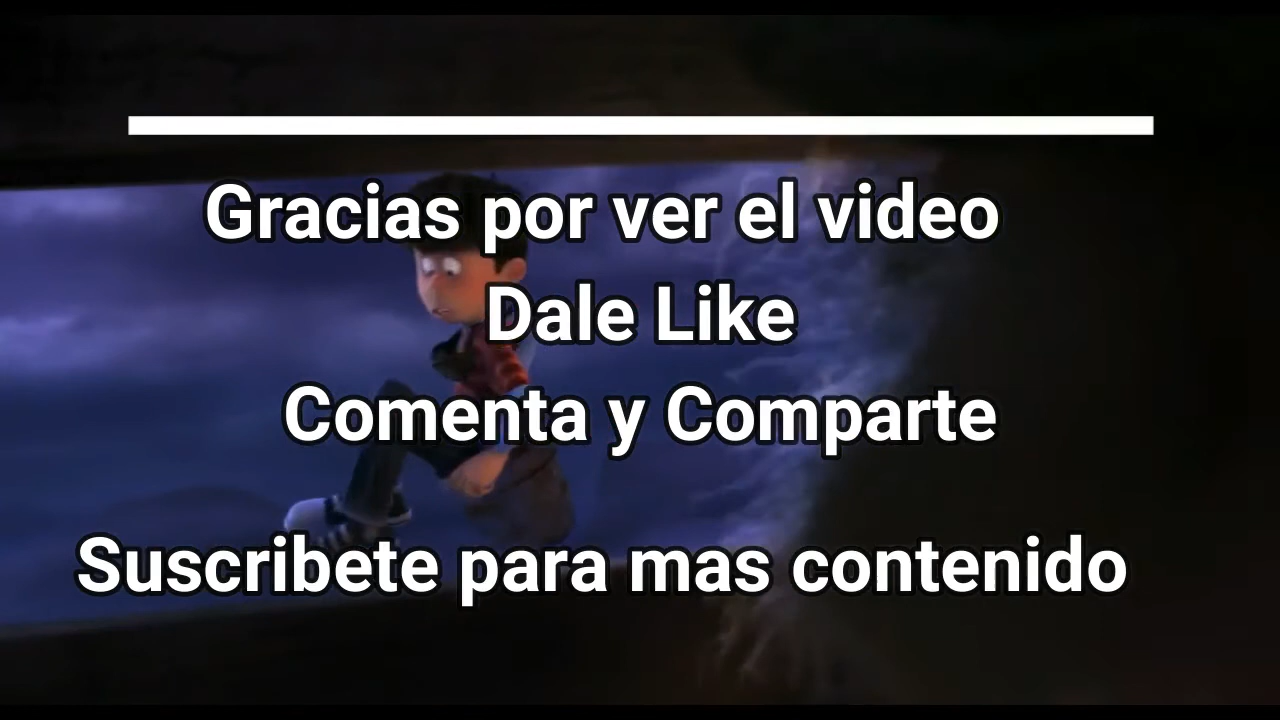 Gracias por ver el video
Dale Like
Comenta y Comparte
Suscribete para mas contenido